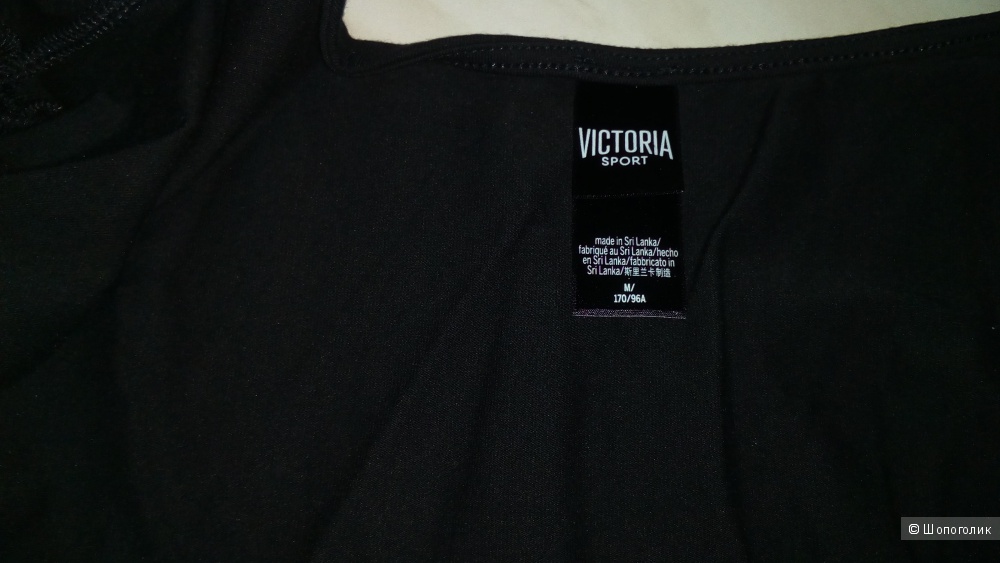 VICTORIA
SPORT
made in Sri Lanka/
fabriqué au Sri Lanka/hecho
en Sri Lanka/fabbricato in
Sri Lanka/斯里兰卡制造
M/
170/96A
© Шопоголик